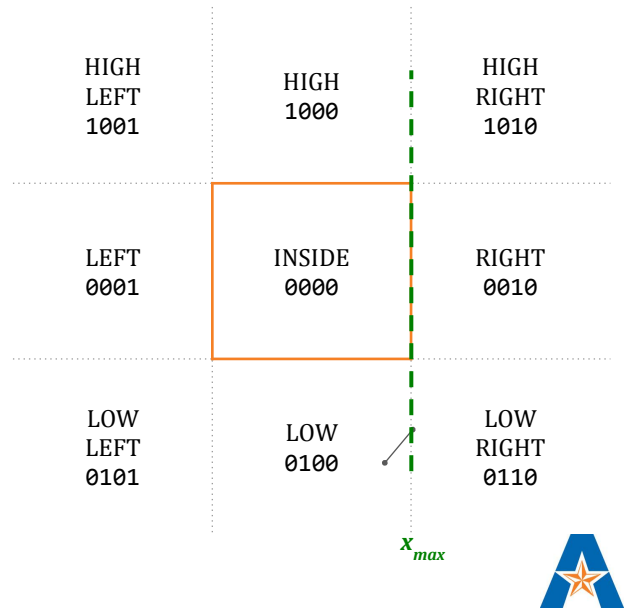 HIGH
LEFT
1001
HIGH
1000
HIGH
RIGHT
1010
LEFT
0001
INSIDE
0000
RIGHT
0010
LOW
LEFT
0101
LOW
0100
LOW
RIGHT
0110
x_max
A